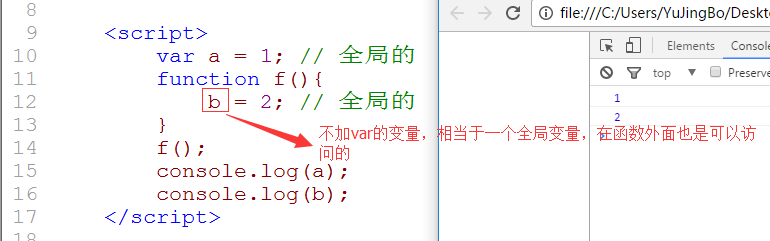 8
9 <script>
10 var a = 1; // 全局的
11 function f(){
12 b = 2; // 全局的
13 }
14 f();
15 console.log(a);
16 console.log(b);
17 </script>
不加var的变量，相当于一个全局变量，在函数外面也是可以访
问的
file:///C:/Users/YuJingBo/Deskto
Elements Conso
top Preserve
1
2